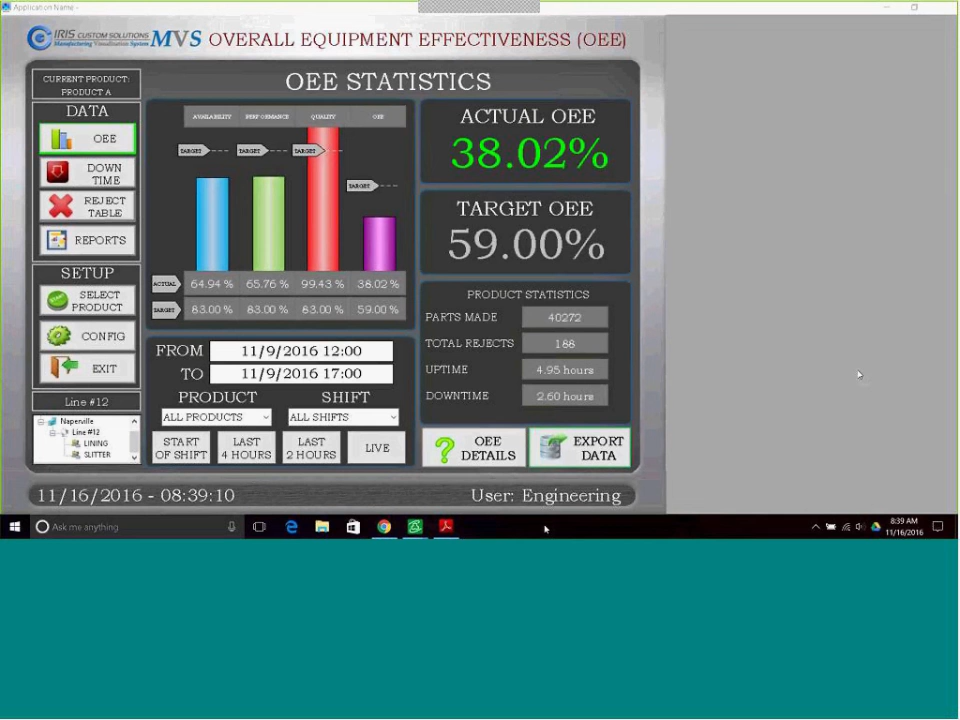 Application Name -
IRIS CUSTOM SOLUTIONS
Manufacturing Visualization System
MVS OVERALL EQUIPMENT EFFECTIVENESS (OEE)
CURRENT PRODUCT:
PRODUCT A
DATA
OEE
DOWN
TIME
REJECT
TABLE
REPORTS
SETUP
SELECT
PRODUCT
CONFIG
EXIT
Line #12
Naperville
Line #12
LINING
SLITTER
OEE STATISTICS
AVAILABILITY PERFORMANCE QUALITY OEE
TARGET TARGET TARGET
TARGET
ACTUAL 64.94 % 65.76 % 99.43 % 38.02 %
TARGET 83.00 % 83.00 % 83.00 % 59.00 %
FROM 11/9/2016 12:00
TO 11/9/2016 17:00
PRODUCT SHIFT
ALL PRODUCTS ALL SHIFTS
START
OF SHIFT
LAST
4 HOURS
LAST
2 HOURS
LIVE
ACTUAL OEE
38.02%
TARGET OEE
59.00%
PRODUCT STATISTICS
PARTS MADE 40272
TOTAL REJECTS 188
UPTIME 4.95 hours
DOWNTIME 2.60 hours
OEE
DETAILS
EXPORT
DATA
11/16/2016 - 08:39:10
User: Engineering
Ask me anything
8:39 AM
11/16/2016